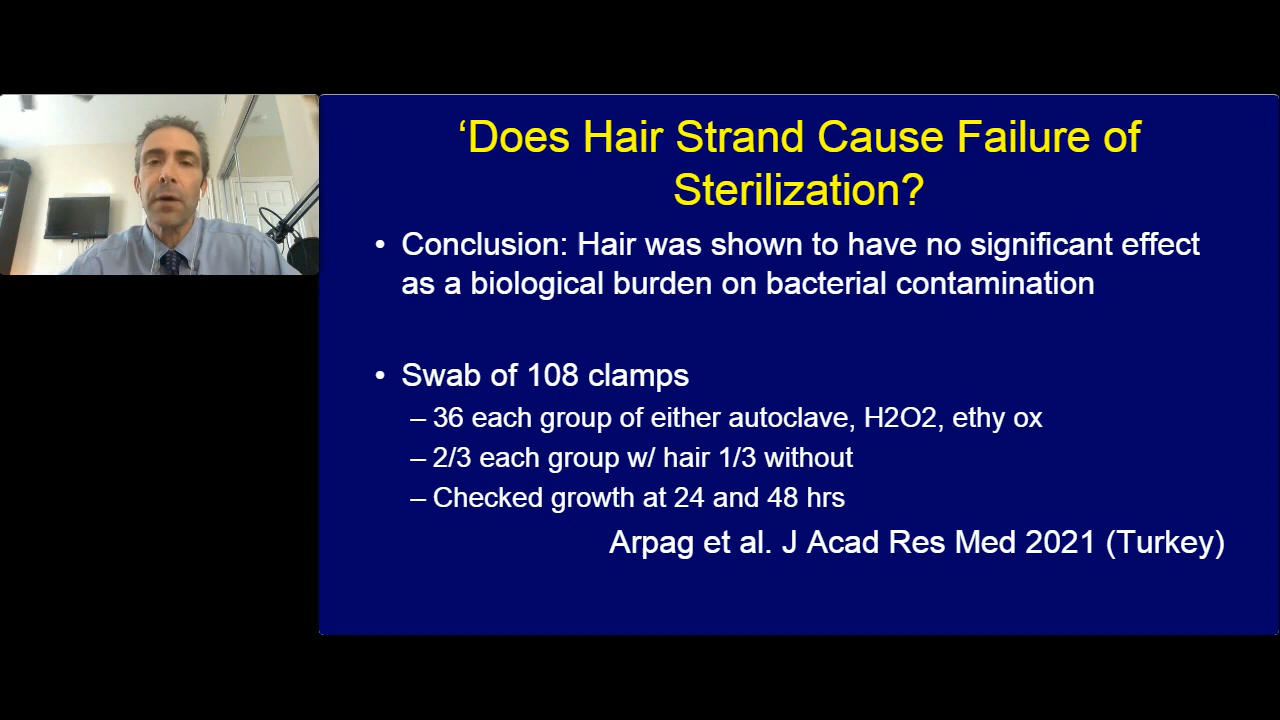 ‘Does Hair Strand Cause Failure of
Sterilization?
• Conclusion: Hair was shown to have no significant effect
as a biological burden on bacterial contamination
• Swab of 108 clamps
– 36 each group of either autoclave, H2O2, ethy ox
– 2/3 each group w/ hair 1/3 without
– Checked growth at 24 and 48 hrs
Arpag et al. J Acad Res Med 2021 (Turkey)